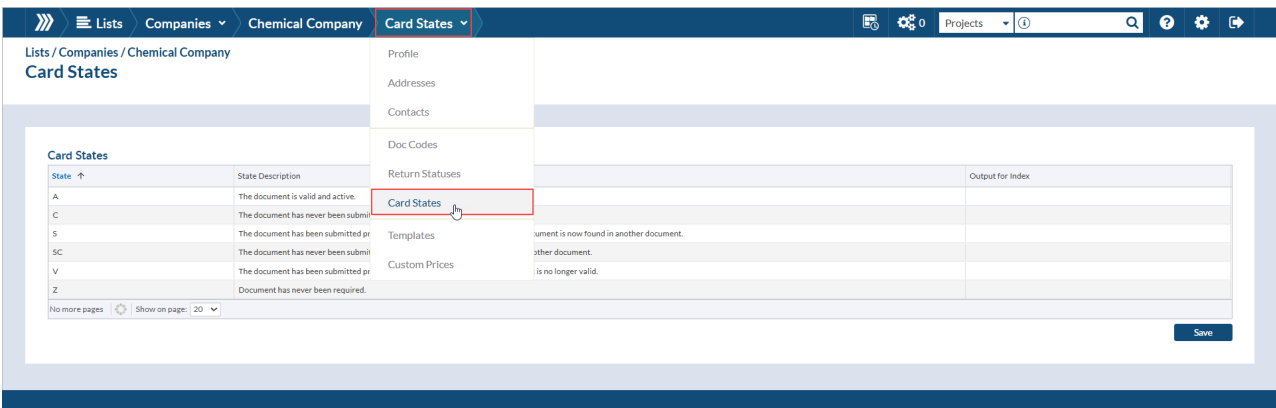 Lists Companies Chemical Company Card States 0 Projects
Lists / Companies / Chemical Company
Card States
Profile
Addresses
Contacts
Doc Codes
Return Statuses
Card States
Templates
Custom Prices
Card States
State State Description Output for Index
A The document is valid and active.
C The document has never been submi other document.
S The document has been submitted pr ument is now found in another document.
SC The document has never been submit other document.
V The document has been submitted pr is no longer valid.
Z Document has never been required.
No more pages Show on page: 20
Save